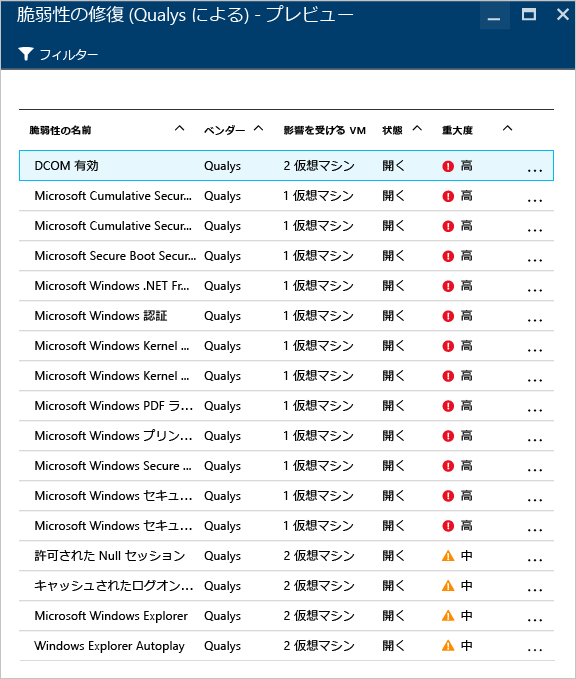 脆弱性の修復 (Qualys による) - プレビュー
フィルター
脆弱性の名前 ベンダー 影響を受ける VM 状態 重大度
DCOM 有効 Qualys 2 仮想マシン 開く 高 ...
Microsoft Cumulative Secur... Qualys 1 仮想マシン 開く 高 ...
Microsoft Cumulative Secur... Qualys 1 仮想マシン 開く 高 ...
Microsoft Secure Boot Secur... Qualys 1 仮想マシン 開く 高 ...
Microsoft Windows .NET Fr... Qualys 1 仮想マシン 開く 高 ...
Microsoft Windows 認証 Qualys 1 仮想マシン 開く 高 ...
Microsoft Windows Kernel ... Qualys 1 仮想マシン 開く 高 ...
Microsoft Windows Kernel ... Qualys 1 仮想マシン 開く 高 ...
Microsoft Windows PDF ラ... Qualys 1 仮想マシン 開く 高 ...
Microsoft Windows プリン... Qualys 1 仮想マシン 開く 高 ...
Microsoft Windows Secure ... Qualys 1 仮想マシン 開く 高 ...
Microsoft Windows セキュ... Qualys 1 仮想マシン 開く 高 ...
Microsoft Windows セキュ... Qualys 1 仮想マシン 開く 高 ...
許可された Null セッション Qualys 2 仮想マシン 開く 中 ...
キャッシュされたログオン... Qualys 2 仮想マシン 開く 中 ...
Microsoft Windows Explorer Qualys 2 仮想マシン 開く 中 ...
Windows Explorer Autoplay Qualys 2 仮想マシン 開く 中 ...